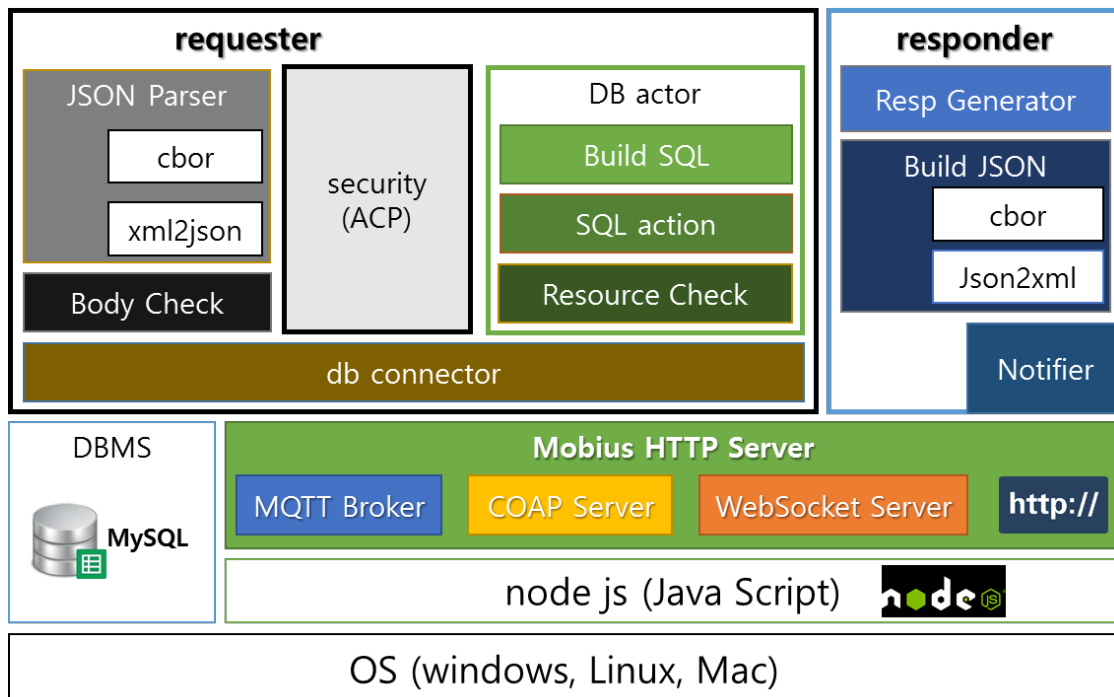 requester
JSON Parser
cbor
xml2json
Body Check
security
(ACP)
DB actor
Build SQL
SQL action
Resource Check
db connector
responder
Resp Generator
Build JSON
cbor
Json2xml
Notifier
DBMS
MySQL
Mobius HTTP Server
MQTT Broker
COAP Server
WebSocket Server
http://
node js (Java Script)
node JS
OS (windows, Linux, Mac)